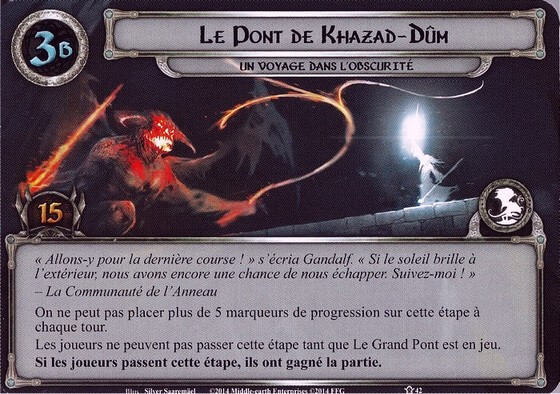 3B
LE PONT DE KHAZAD-DÛM
UN VOYAGE DANS L'OBSCURITÉ
15
« Allons-y pour la dernière course ! » s'écria Gandalf. « Si le soleil brille à
l'extérieur, nous avons encore une chance de nous échapper. Suivez-moi ! »
– La Communauté de l'Anneau
On ne peut pas placer plus de 5 marqueurs de progression sur cette étape à
chaque tour.
Les joueurs ne peuvent pas passer cette étape tant que Le Grand Pont est en jeu.
Si les joueurs passent cette étape, ils ont gagné la partie.
Illus. Silver Saaremäel ©2014 Middle-earth Enterprises ©2014 FFG 42